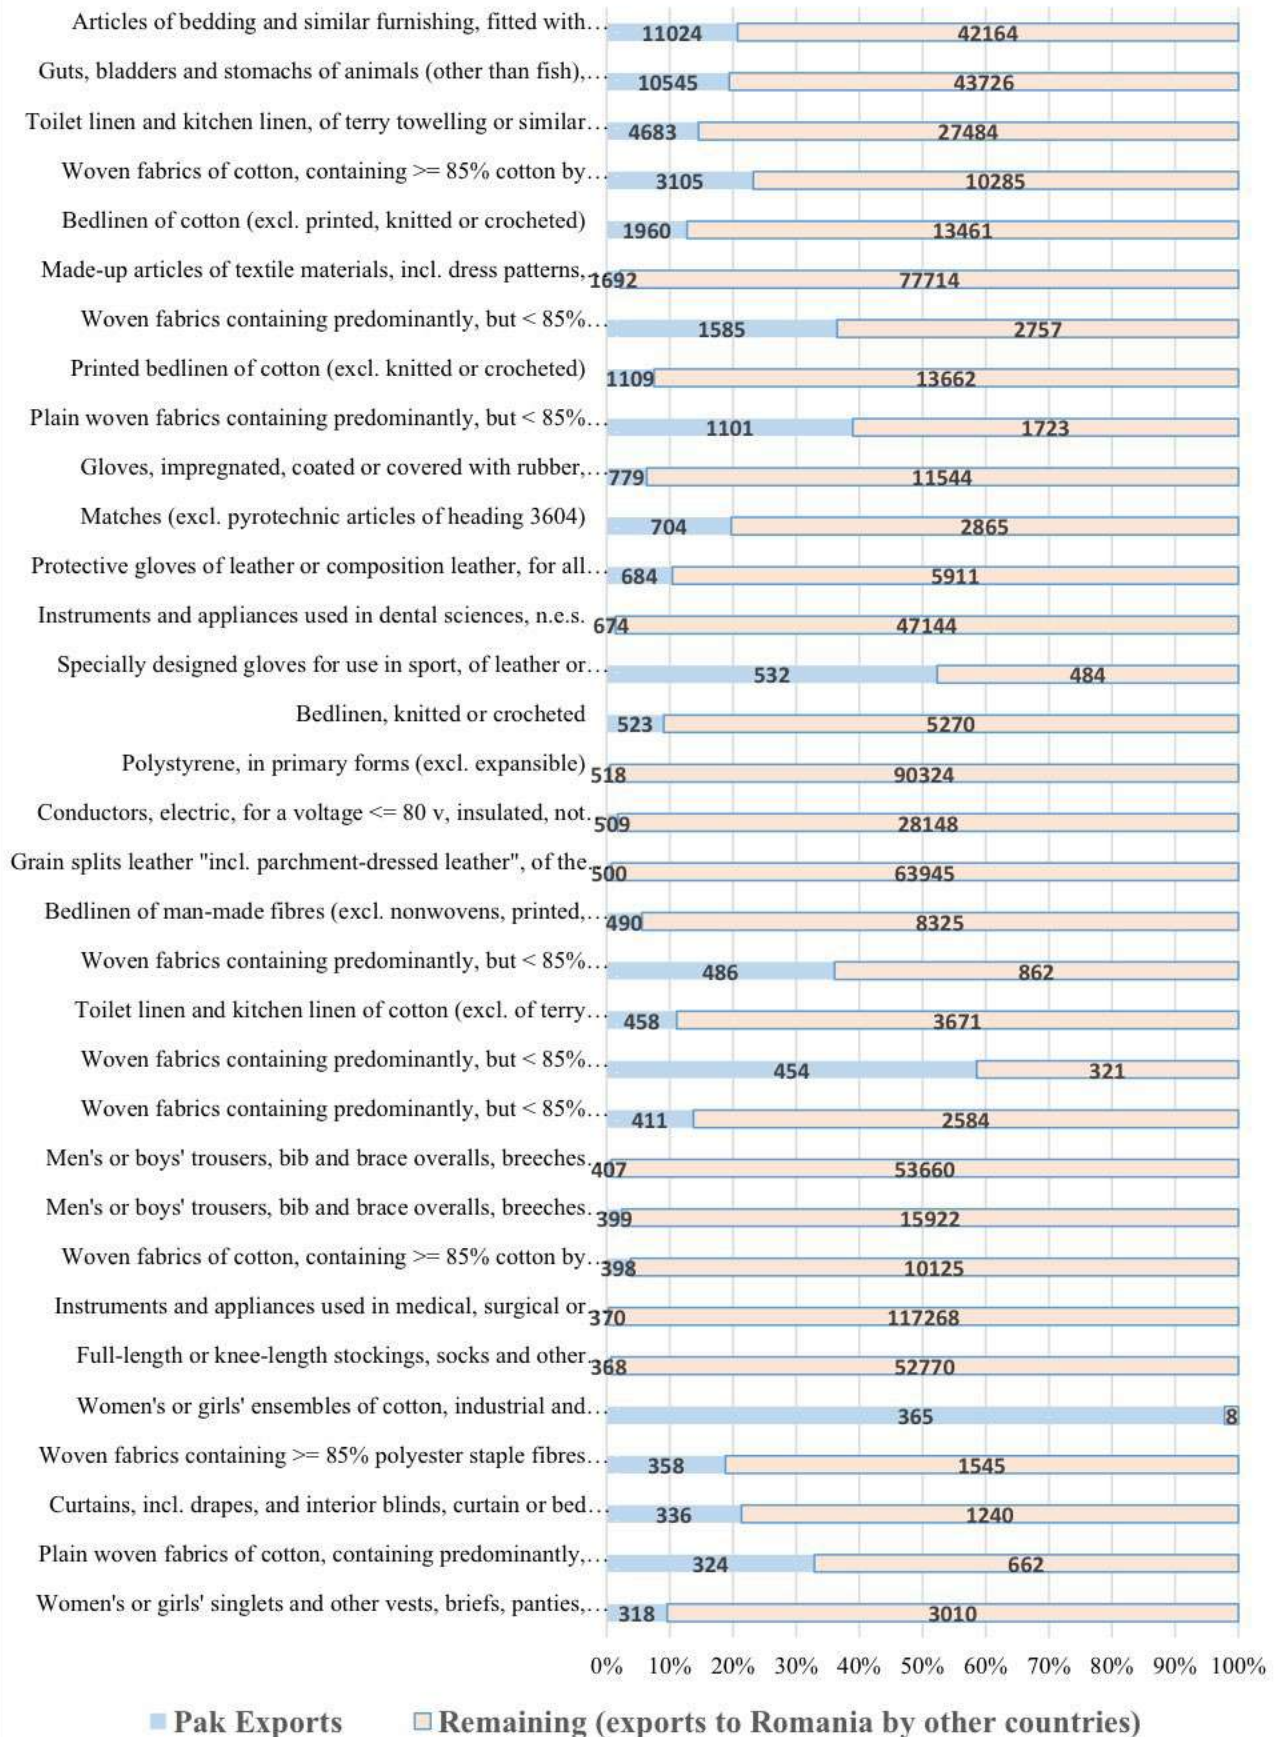 Articles of bedding and similar furnishing, fitted with… 11024 42164
Guts, bladders and stomachs of animals (other than fish),… 10545 43726
Toilet linen and kitchen linen, of terry towelling or similar… 4683 27484
Woven fabrics of cotton, containing >= 85% cotton by… 3105 10285
Bedlinen of cotton (excl. printed, knitted or crocheted) 1960 13461
Made-up articles of textile materials, incl. dress patterns,… 1692 77714
Woven fabrics containing predominantly, but < 85%… 1585 2757
Printed bedlinen of cotton (excl. knitted or crocheted) 1109 13662
Plain woven fabrics containing predominantly, but < 85%… 1101 1723
Gloves, impregnated, coated or covered with rubber,… 779 11544
Matches (excl. pyrotechnic articles of heading 3604) 704 2865
Protective gloves of leather or composition leather, for all… 684 5911
Instruments and appliances used in dental sciences, n.e.s. 674 47144
Specially designed gloves for use in sport, of leather or… 532 484
Bedlinen, knitted or crocheted 523 5270
Polystyrene, in primary forms (excl. expansible) 518 90324
Conductors, electric, for a voltage <= 80 v, insulated, not… 509 28148
Grain splits leather "incl. parchment-dressed leather", of the… 500 63945
Bedlinen of man-made fibres (excl. nonwovens, printed,… 490 8325
Woven fabrics containing predominantly, but < 85%… 486 862
Toilet linen and kitchen linen of cotton (excl. of terry… 458 3671
Woven fabrics containing predominantly, but < 85%… 454 321
Woven fabrics containing predominantly, but < 85%… 411 2584
Men's or boys' trousers, bib and brace overalls, breeches… 407 53660
Men's or boys' trousers, bib and brace overalls, breeches… 399 15922
Woven fabrics of cotton, containing >= 85% cotton by… 398 10125
Instruments and appliances used in medical, surgical or… 370 117268
Full-length or knee-length stockings, socks and other… 368 52770
Women's or girls' ensembles of cotton, industrial and… 365 8
Woven fabrics containing >= 85% polyester staple fibres… 358 1545
Curtains, incl. drapes, and interior blinds, curtain or bed… 336 1240
Plain woven fabrics of cotton, containing predominantly,… 324 662
Women's or girls' singlets and other vests, briefs, panties,… 318 3010
0% 10% 20% 30% 40% 50% 60% 70% 80% 90% 100%
Pak Exports Remaining (exports to Romania by other countries)